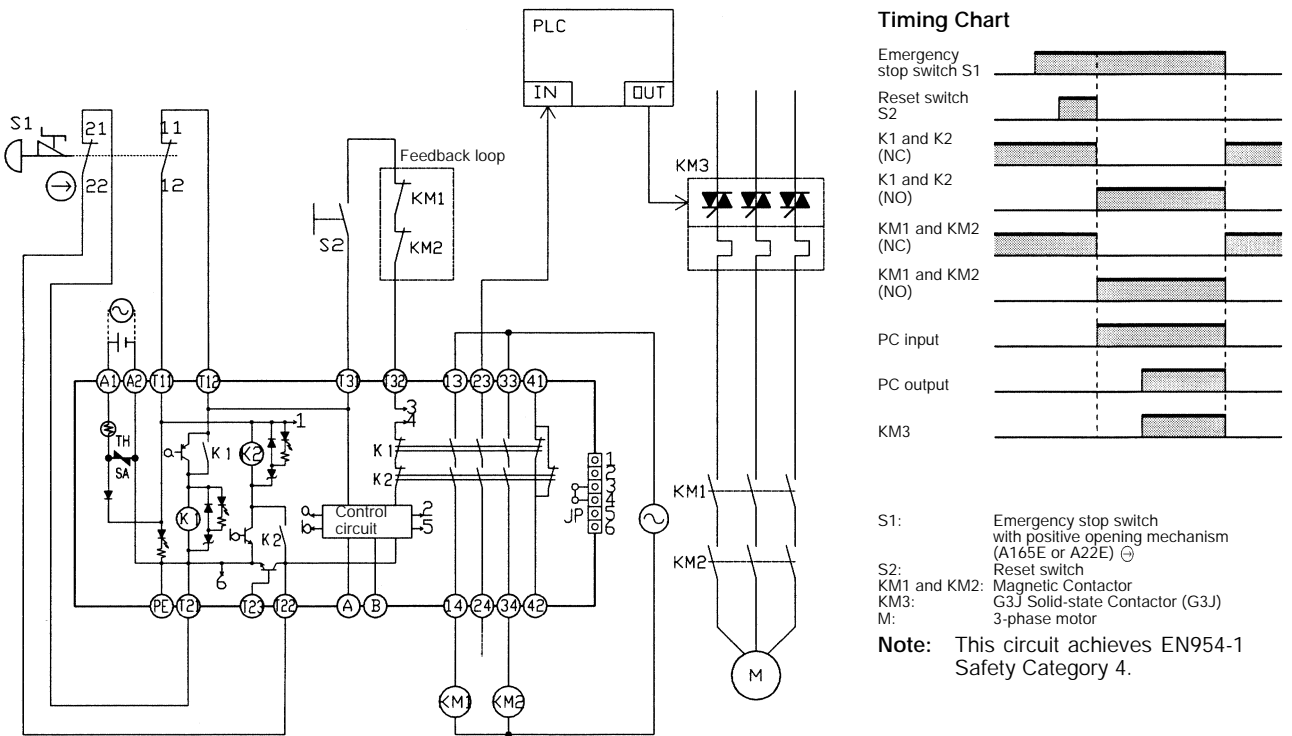 PLC
IN
OUT
S1
21
11
22
12
Feedback loop
KM1
KM2
S2
KM3
A1
A2
T11
T12
T31
T32
13
23
33
41
1
3
4
TH
SA
a
K1
K2
K1
K2
K1
b
K2
a
b
Control
circuit
2
5
6
JP
1
2
3
4
5
6
PE
T21
T23
T22
A
B
14
24
34
42
KM1
KM2
KM1
KM2
M
Timing Chart
Emergency
stop switch S1
Reset switch
S2
K1 and K2
(NC)
K1 and K2
(NO)
KM1 and KM2
(NC)
KM1 and KM2
(NO)
PC input
PC output
KM3
S1: Emergency stop switch
with positive opening mechanism
(A165E or A22E)
S2: Reset switch
KM1 and KM2: Magnetic Contactor
KM3: G3J Solid-state Contactor (G3J)
M: 3-phase motor
Note: This circuit achieves EN954-1
Safety Category 4.